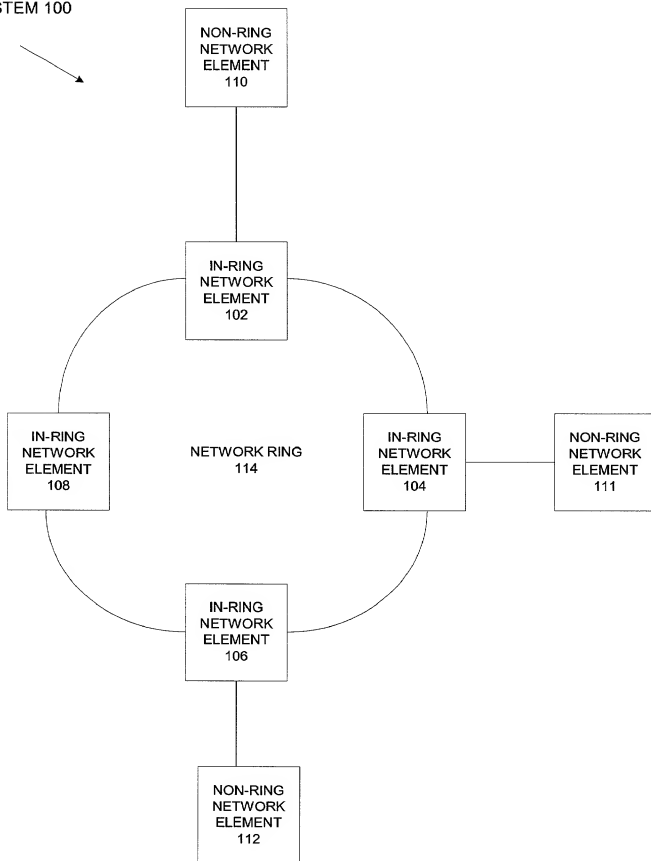 STEM 100
NON-RING
NETWORK
ELEMENT
110
IN-RING
NETWORK
ELEMENT
102
IN-RING
NETWORK
ELEMENT
108
NETWORK RING
114
IN-RING
NETWORK
ELEMENT
104
NON-RING
NETWORK
ELEMENT
111
IN-RING
NETWORK
ELEMENT
106
NON-RING
NETWORK
ELEMENT
112